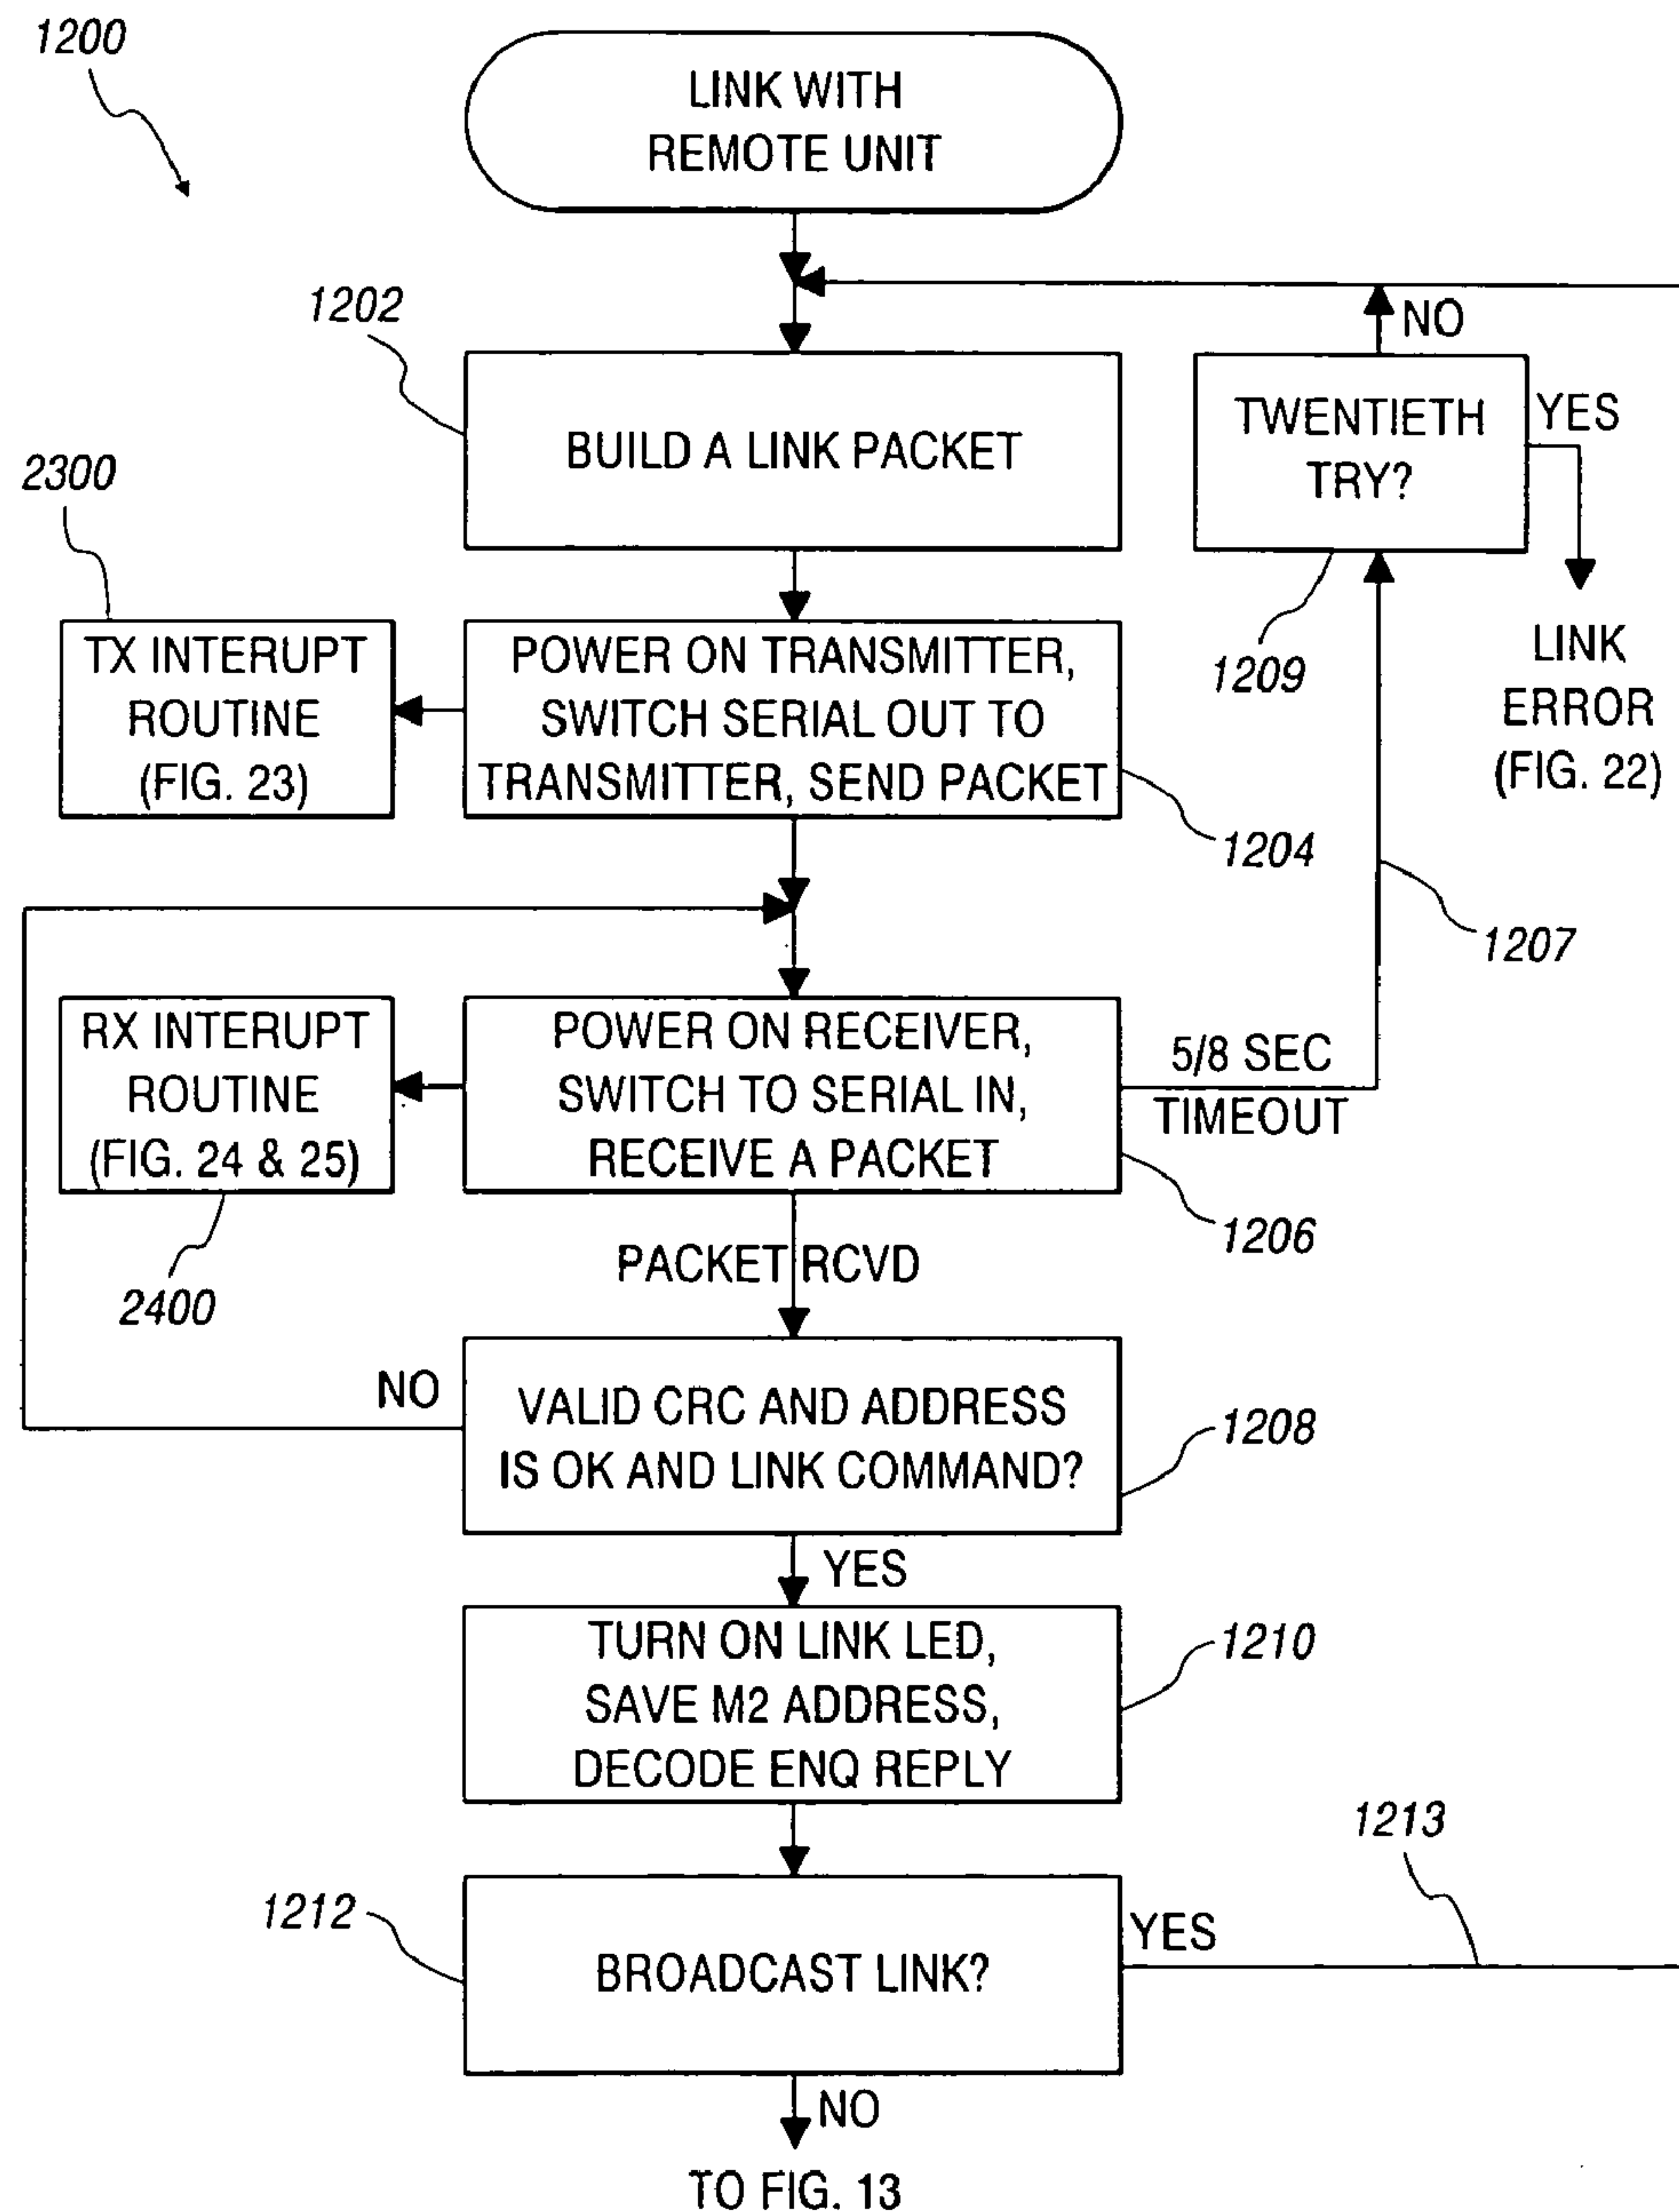 1200
LINK WITH
REMOTE UNIT
1202
NO
BUILD A LINK PACKET
TWENTIETH
TRY?
YES
2300
TX INTERUPT
ROUTINE
(FIG. 23)
POWER ON TRANSMITTER,
SWITCH SERIAL OUT TO
TRANSMITTER, SEND PACKET
1209
LINK
ERROR
(FIG. 22)
1204
1207
RX INTERUPT
ROUTINE
(FIG. 24 & 25)
POWER ON RECEIVER,
SWITCH TO SERIAL IN,
RECEIVE A PACKET
5/8 SEC
TIMEOUT
1206
2400
PACKET RCVD
NO
VALID CRC AND ADDRESS
IS OK AND LINK COMMAND?
1208
YES
TURN ON LINK LED,
SAVE M2 ADDRESS,
DECODE ENQ REPLY
1210
1213
1212
BROADCAST LINK?
YES
NO
TO FIG. 13